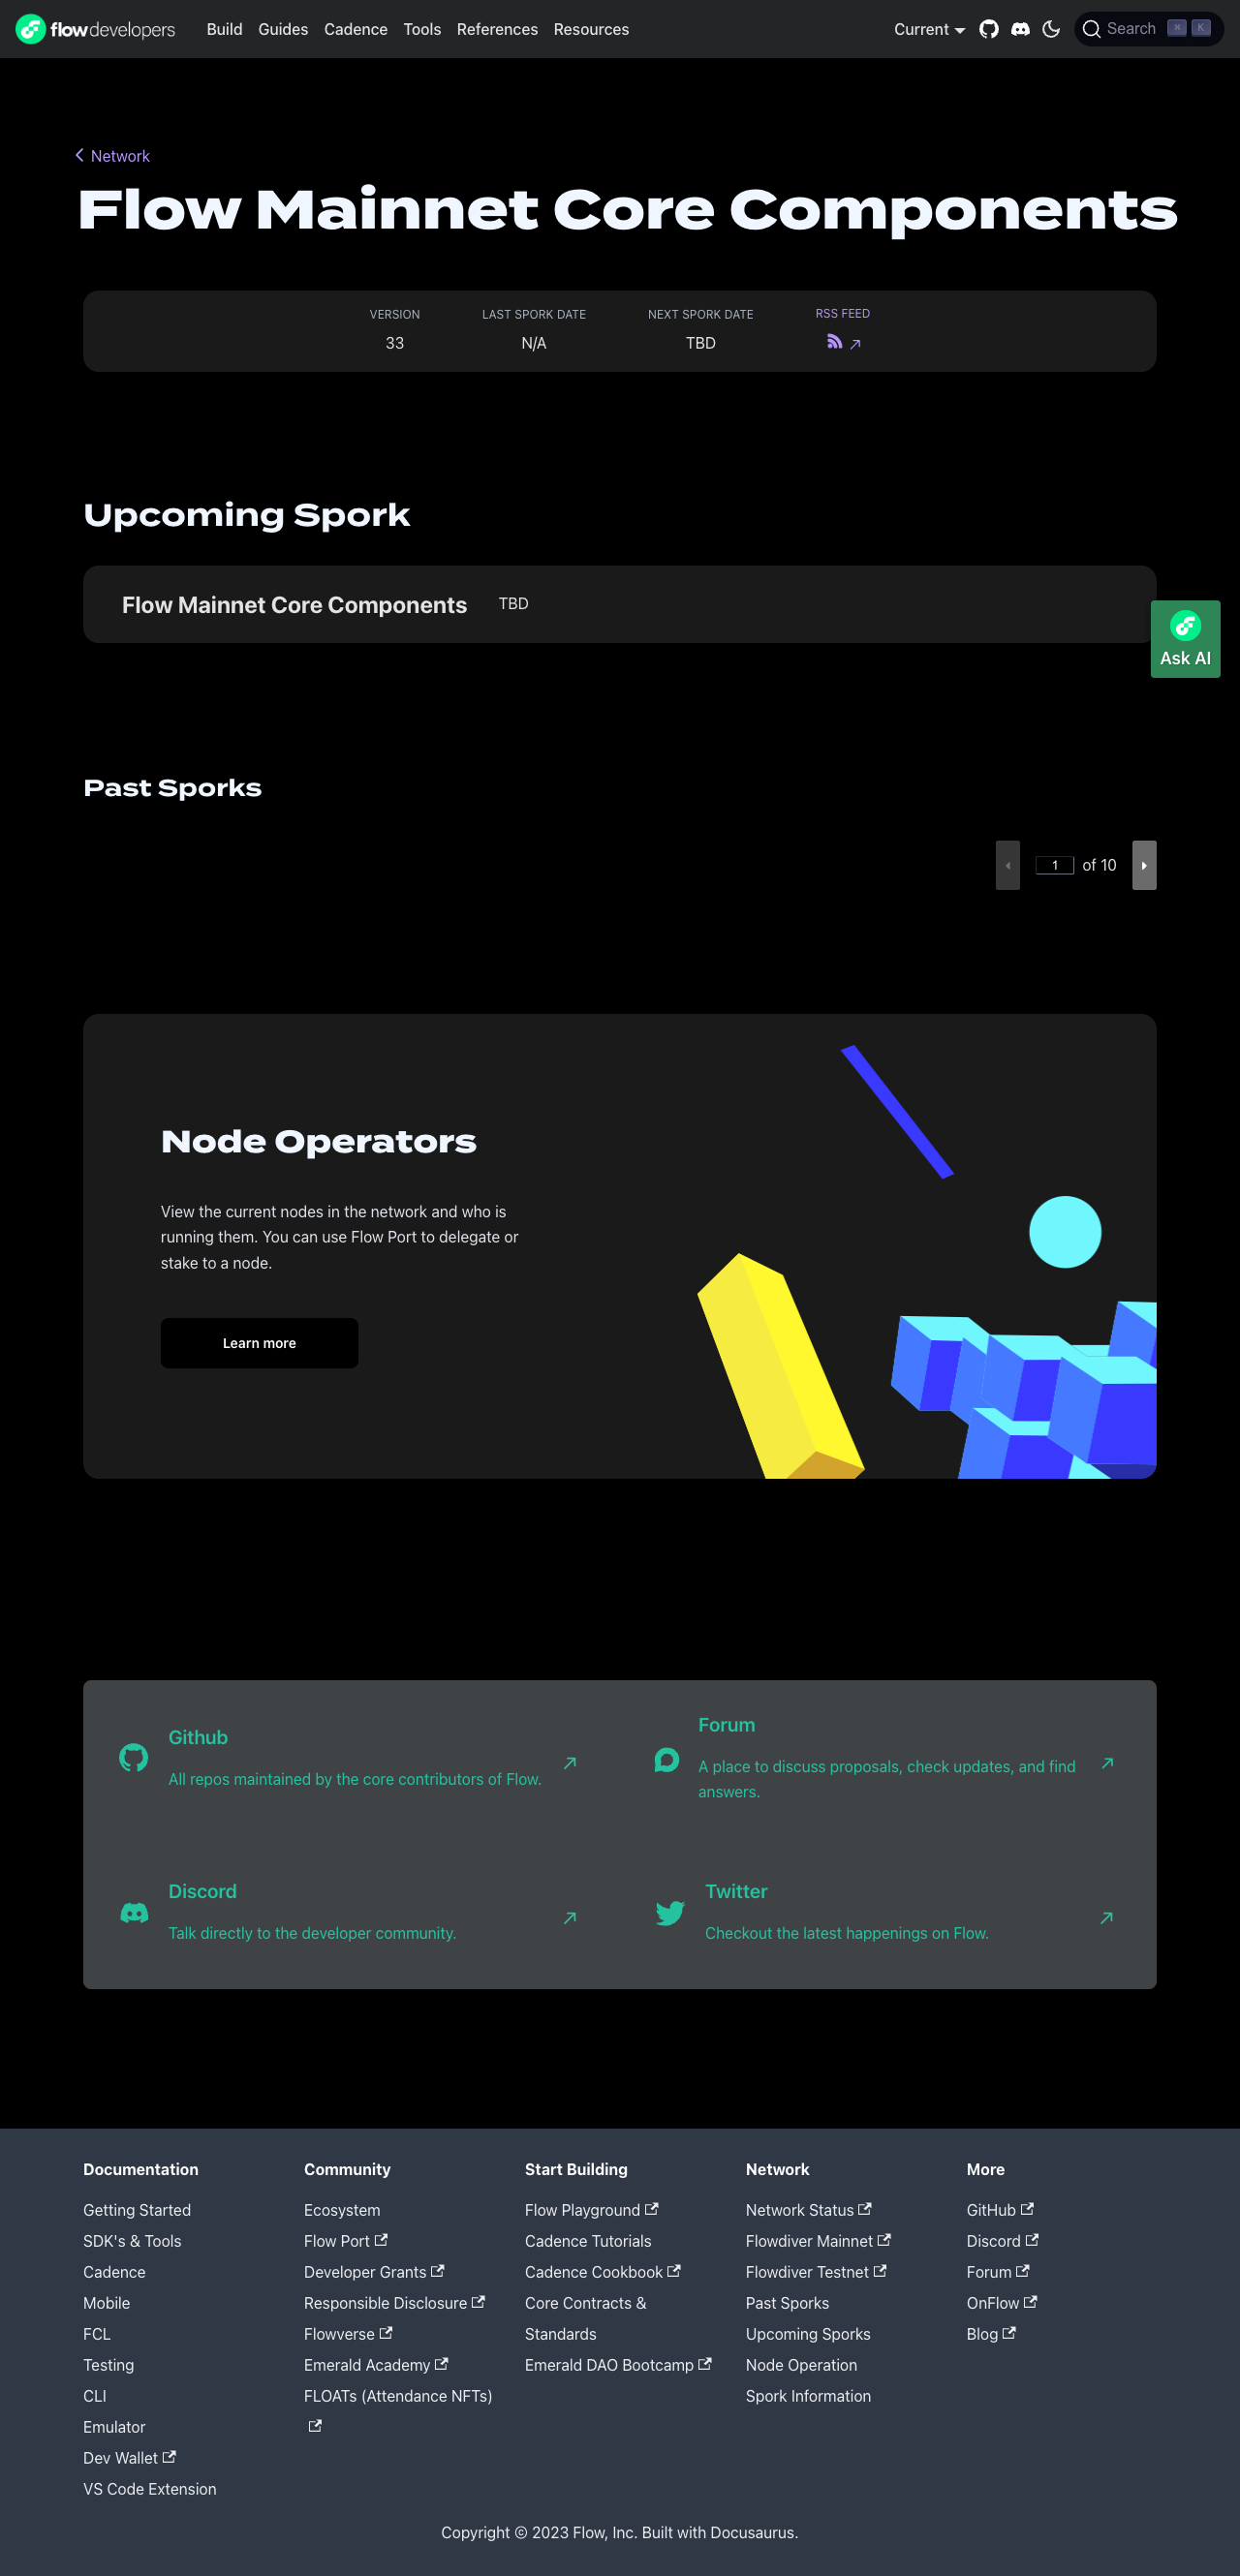 flowdevelopers Build Guides Cadence Tools References Resources Current Search ⌘ K
Network
Flow Mainnet Core Components
VERSION LAST SPORK DATE NEXT SPORK DATE RSS FEED
33 N/A TBD
Upcoming Spork
Flow Mainnet Core Components TBD
Ask AI
Past Sporks
1 of 10
Node Operators
View the current nodes in the network and who is
running them. You can use Flow Port to delegate or
stake to a node.
Learn more
Github
All repos maintained by the core contributors of Flow.
Forum
A place to discuss proposals, check updates, and find
answers.
Discord
Talk directly to the developer community.
Twitter
Checkout the latest happenings on Flow.
Documentation
Getting Started
SDK's & Tools
Cadence
Mobile
FCL
Testing
CLI
Emulator
Dev Wallet
VS Code Extension
Community
Ecosystem
Flow Port
Developer Grants
Responsible Disclosure
Flowverse
Emerald Academy
FLOATs (Attendance NFTs)
Start Building
Flow Playground
Cadence Tutorials
Cadence Cookbook
Core Contracts &
Standards
Emerald DAO Bootcamp
Network
Network Status
Flowdiver Mainnet
Flowdiver Testnet
Past Sporks
Upcoming Sporks
Node Operation
Spork Information
More
GitHub
Discord
Forum
OnFlow
Blog
Copyright © 2023 Flow, Inc. Built with Docusaurus.